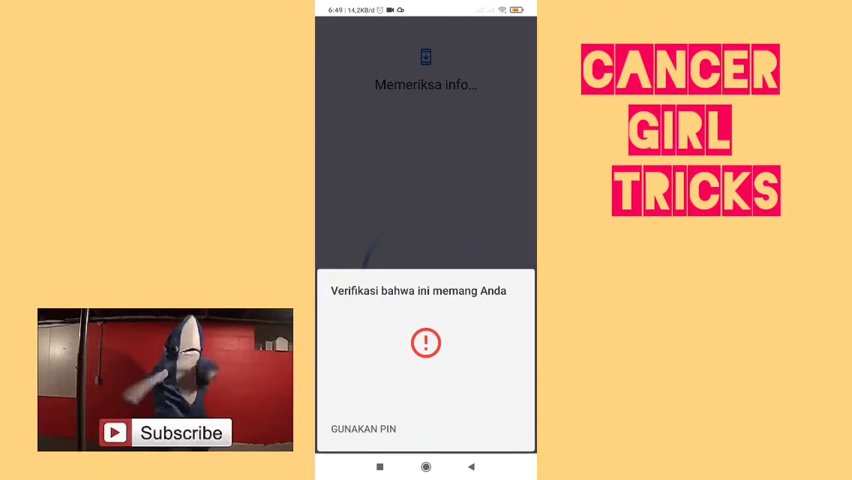 6:49 | 14,2KB/d
Memeriksa info...
Verifikasi bahwa ini memang Anda
GUNAKAN PIN
CANCER
GIRL
TRICKS
Subscribe